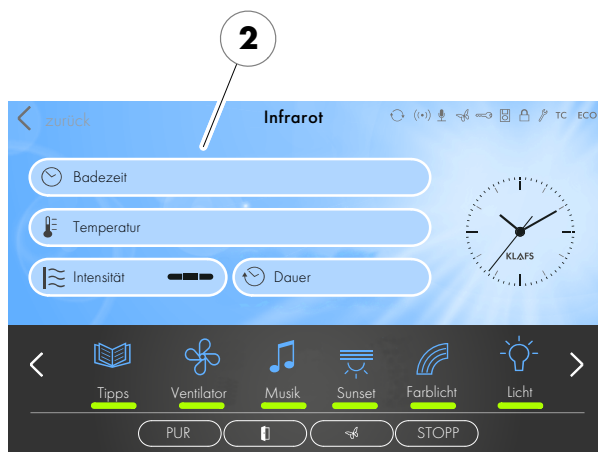 2
zurück Infrarot TC ECO
Badezeit
Temperatur
Intensität Dauer
KLAFS
Tipps Ventilator Musik Sunset Farblicht Licht
PUR STOPP